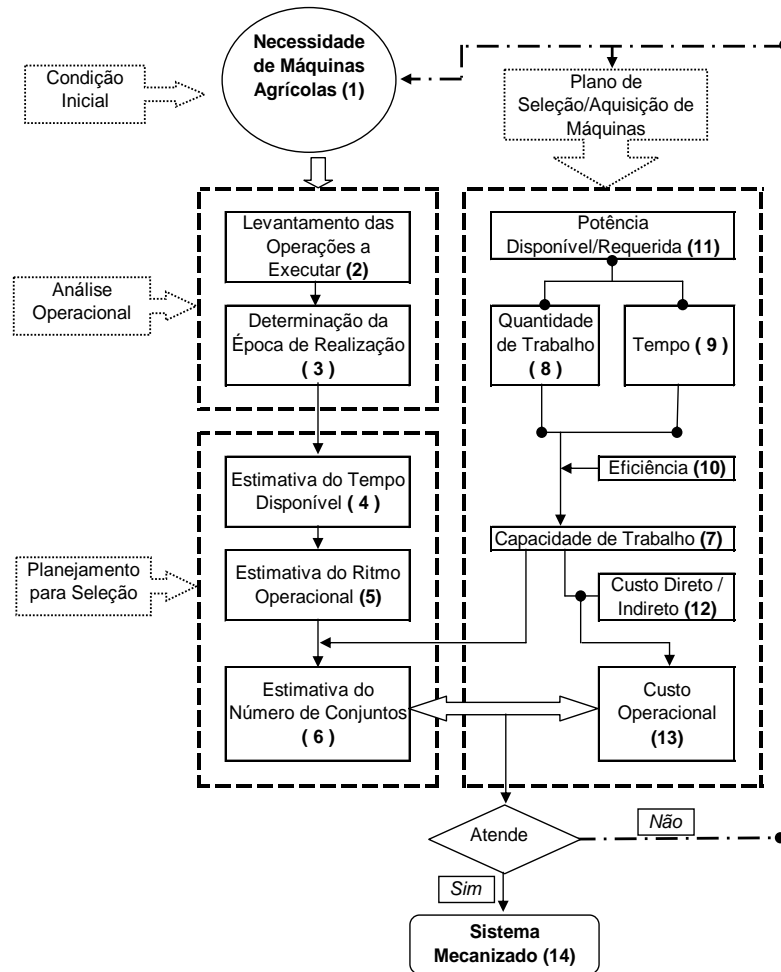 Necessidade
de Máquinas
Agrícolas (1)
Condição
Inicial
Plano de
Seleção/Aquisição de
Máquinas
Levantamento das
Operações a
Executar (2)
Análise
Operacional
Determinação da
Época de Realização
( 3 )
Potência
Disponível/Requerida (11)
Quantidade
de Trabalho
( 8 )
Tempo ( 9 )
Eficiência (10)
Capacidade de Trabalho (7)
Custo Direto /
Indireto (12)
Custo
Operacional
(13)
Estimativa do Tempo
Disponível ( 4 )
Planejamento
para Seleção
Estimativa do Ritmo
Operacional (5)
Estimativa do
Número de Conjuntos
( 6 )
Atende
Não
Sim
Sistema
Mecanizado (14)